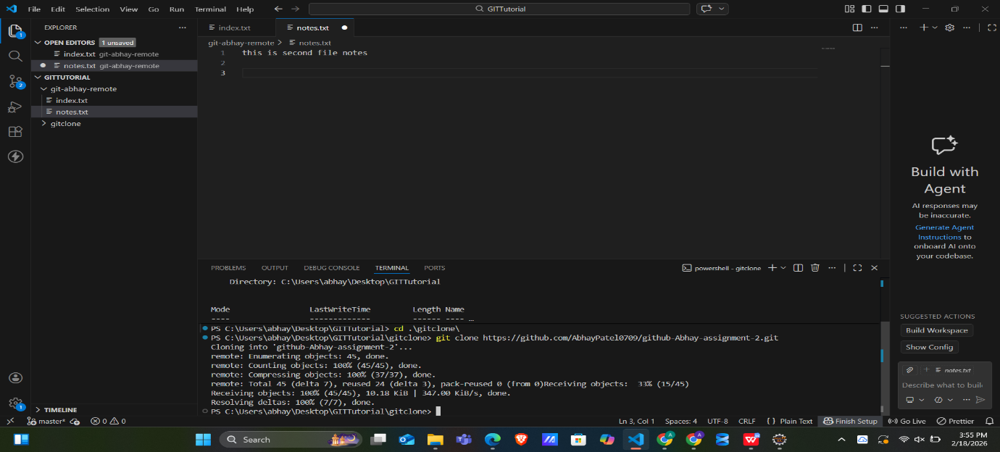 File Edit Selection View Go Run Terminal Help
GITTutorial
EXPLORER
OPEN EDITORS 1 unsaved
index.txt git-abhay-remote
notes.txt git-abhay-remote
GITTUTORIAL
git-abhay-remote
index.txt
notes.txt
gitclone
TIMELINE
1
2
1
index.txt
notes.txt
git-abhay-remote > notes.txt
1 this is second file notes
2
3
PROBLEMS OUTPUT DEBUG CONSOLE TERMINAL PORTS
powershell - gitclone
Directory: C:\Users\abhay\Desktop\GITTutorial
Mode LastWriteTime Length Name
---- ------------- ------ ---- …
PS C:\Users\abhay\Desktop\GITTutorial> cd .\gitclone\
PS C:\Users\abhay\Desktop\GITTutorial\gitclone> git clone https://github.com/AbhayPatel0709/github-Abhay-assignment-2.git
Cloning into 'github-Abhay-assignment-2'...
remote: Enumerating objects: 45, done.
remote: Counting objects: 100% (45/45), done.
remote: Compressing objects: 100% (37/37), done.
remote: Total 45 (delta 7), reused 24 (delta 3), pack-reused 0 (from 0)Receiving objects:  33% (15/45)
Receiving objects: 100% (45/45), 10.18 KiB | 347.00 KiB/s, done.
Resolving deltas: 100% (7/7), done.
PS C:\Users\abhay\Desktop\GITTutorial\gitclone>
Build with
Agent
AI responses may
be inaccurate.
Generate Agent
Instructions to
onboard AI onto
your codebase.
SUGGESTED ACTIONS
Build Workspace
Show Config
notes.txt
Describe what to build
master* 0 0
Ln 3, Col 1 Spaces: 4 UTF-8 CRLF { } Plain Text Finish Setup Go Live Prettier
Search
3:55 PM
2/18/2026